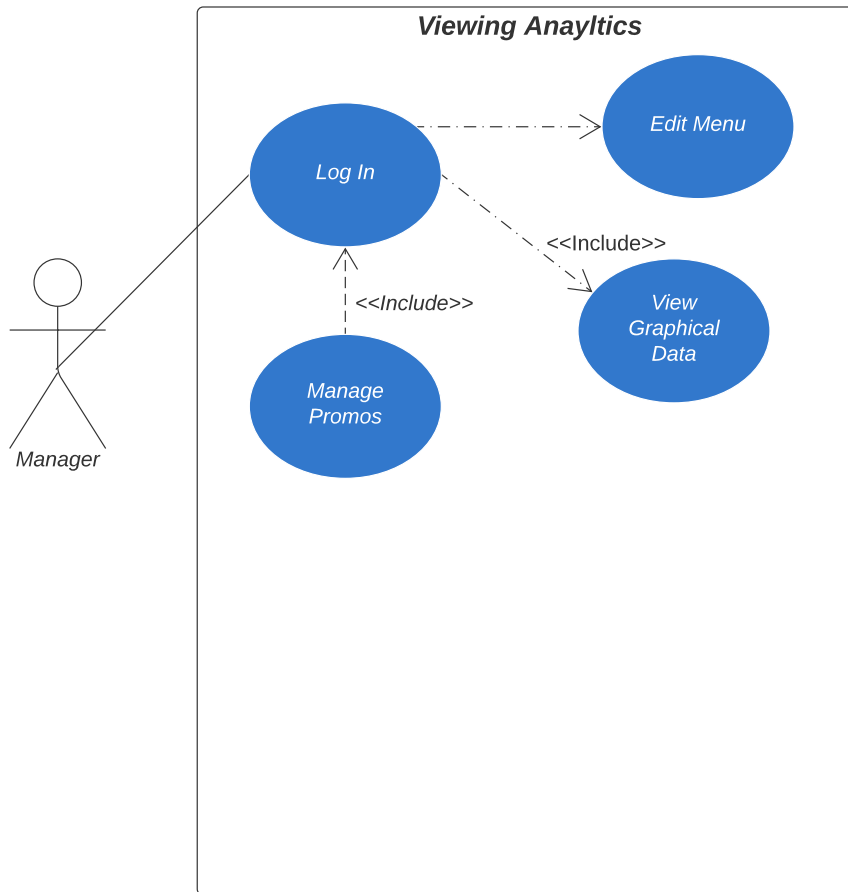 Viewing Anayltics
Edit Menu
Log In
<<Include>>
View
Graphical
Data
<<Include>>
Manage
Promos
Manager